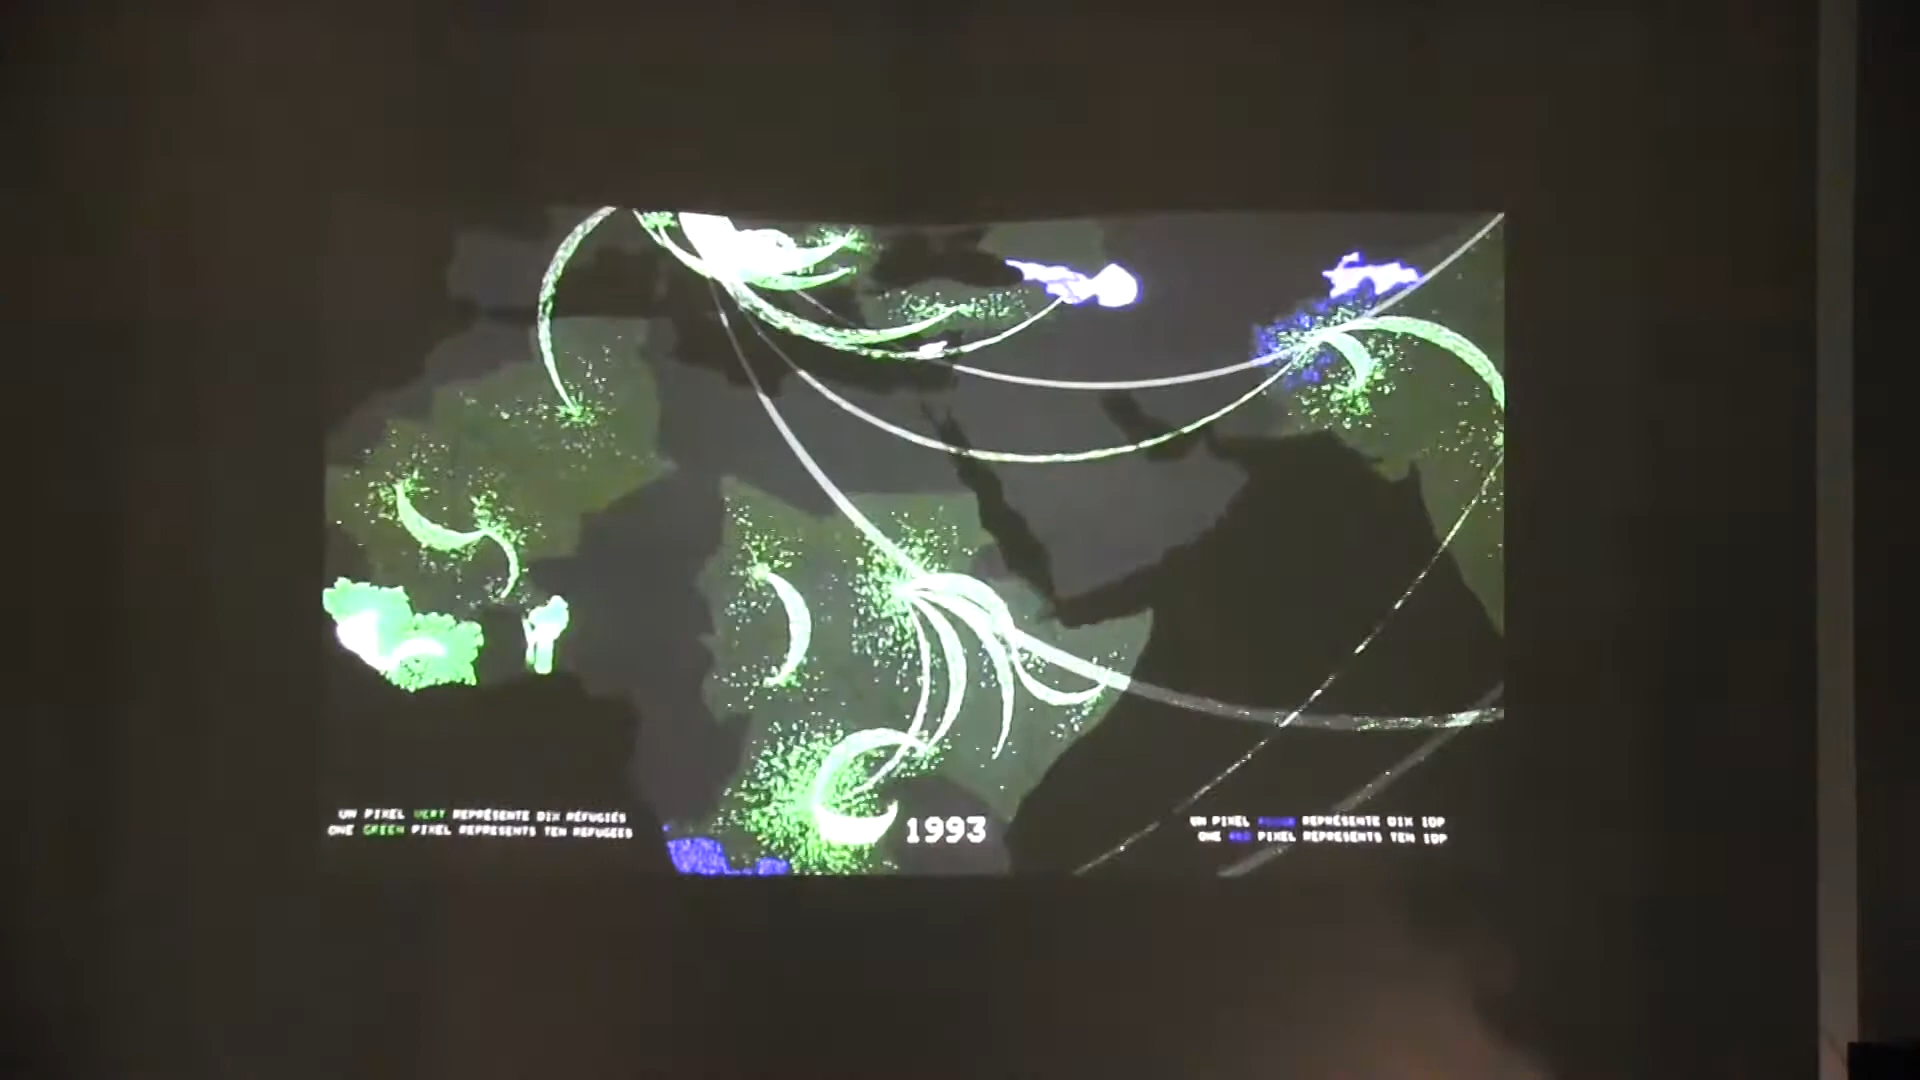 UN PIXEL VERT REPRÉSENTE DIX RÉFUGIÉS
ONE GREEN PIXEL REPRESENTS TEN REFUGEES
1993
UN PIXEL REPRÉSENTE DIX IDP
ONE PIXEL REPRESENTS TEN IDP